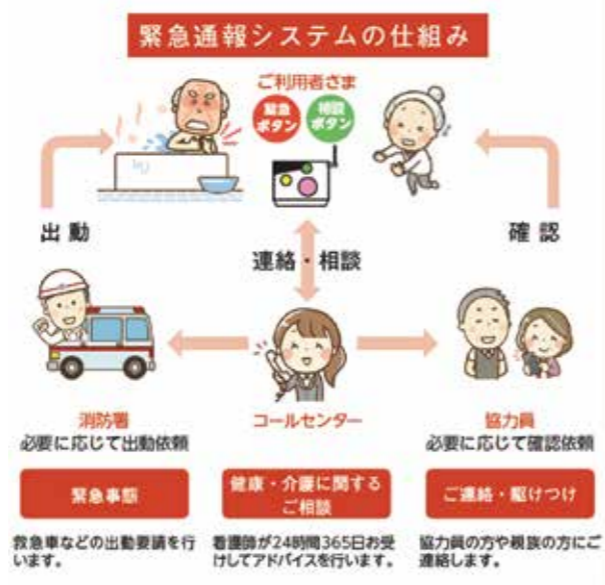 緊急通報システムの仕組み
ご利用者さま
緊急
ボタン
相談
ボタン
出動
連絡・相談
確認
消防署
必要に応じて出動依頼
コールセンター
協力員
必要に応じて確認依頼
緊急事態
健康・介護に関する
ご相談
ご連絡・駆けつけ
救急車などの出動要請を行
います。
看護師が24時間365日お受
けしてアドバイスを行います。
協力員の方や親族の方にご
連絡します。